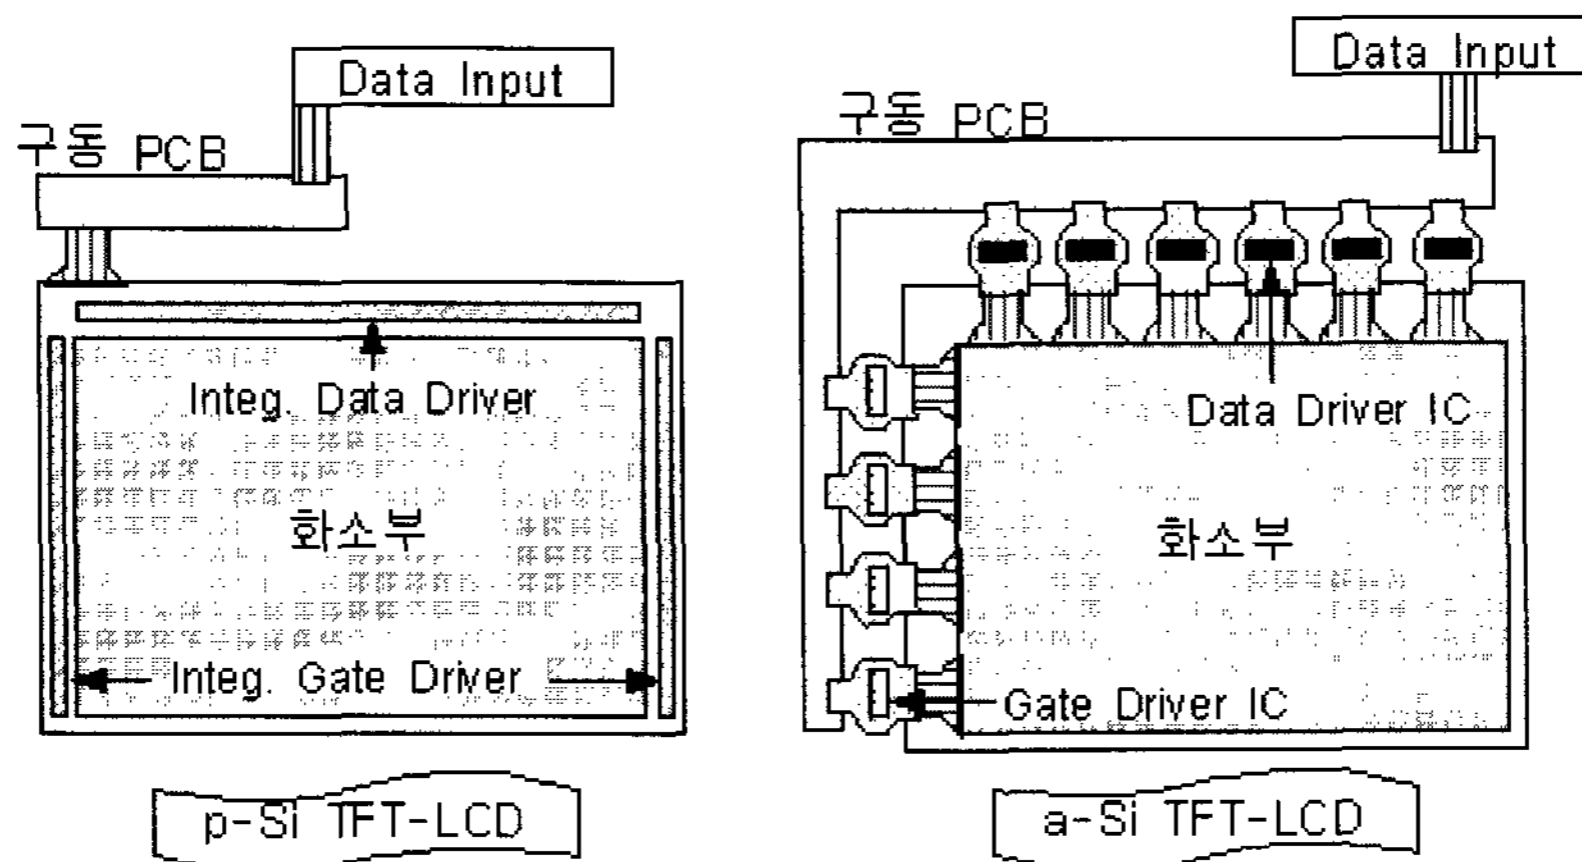 Data Input
구동 PCB
Integ. Data Driver
화소부
Integ. Gate Driver
p-Si TFT-LCD
Data Input
구동 PCB
Data Driver IC
화소부
Gate Driver IC
a-Si TFT-LCD